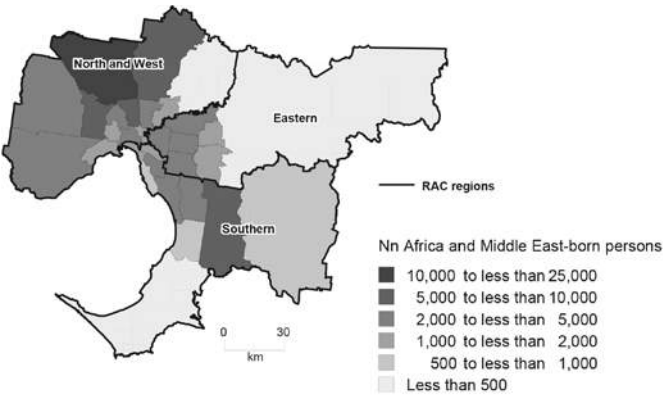 North and West
Eastern
RAC regions
Southern
Nn Africa and Middle East-born persons
10,000 to less than 25,000
5,000 to less than 10,000
2,000 to less than 5,000
1,000 to less than 2,000
500 to less than 1,000
Less than 500
0 30
km